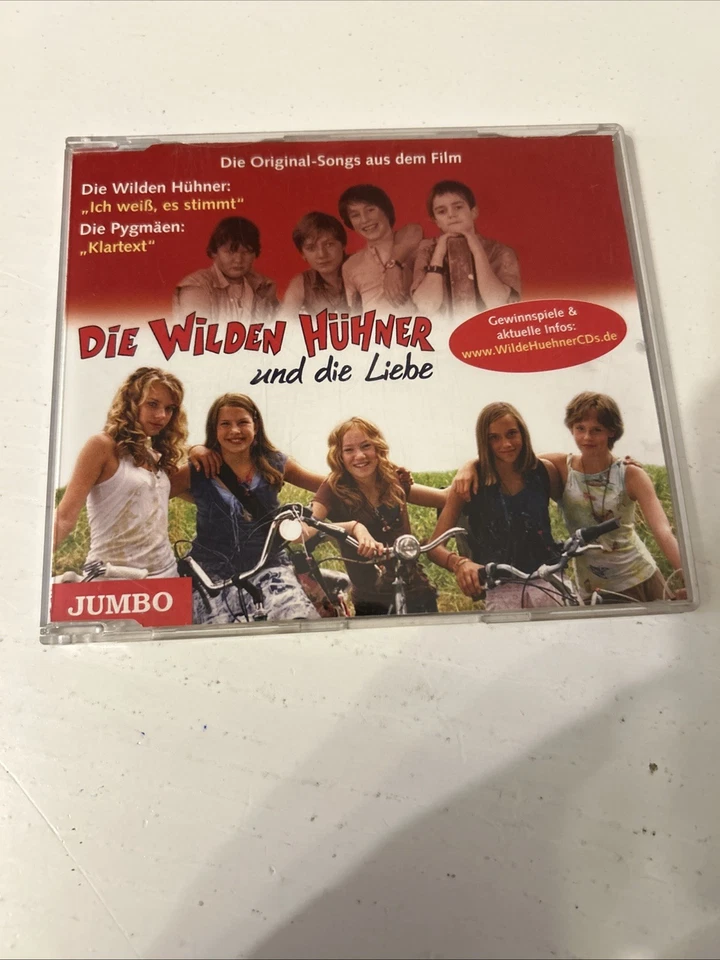 Die Original-Songs aus dem Film
Die Wilden Hühner:
„Ich weiß, es stimmt“
Die Pygmäen:
„Klartext“
DIE WILDEN HÜHNER
und die Liebe
Gewinnspiele &
aktuelle Infos:
www.WildeHuehnerCDs.de
JUMBO